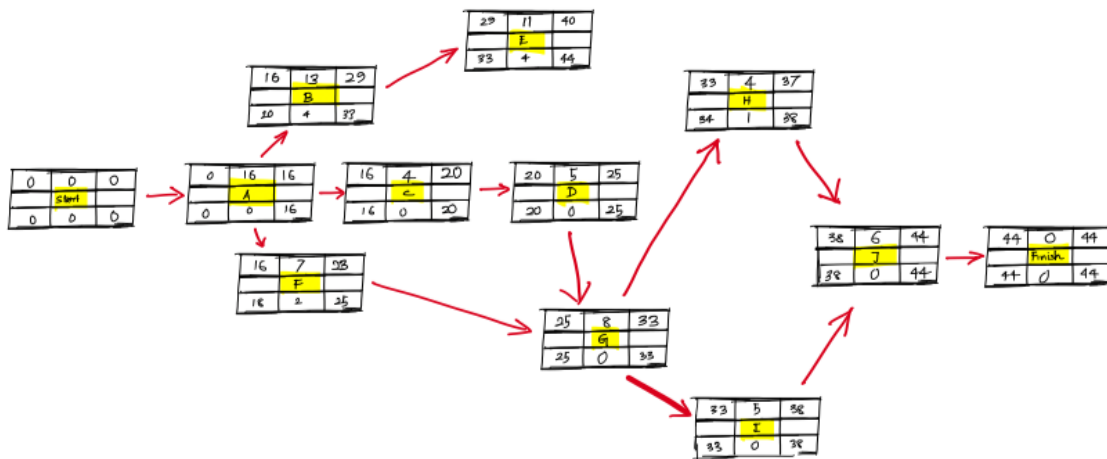 29 11 40
E
33 4 44
16 13 29
B
20 4 33
33 4 37
H
34 1 38
0 0 0
Start
0 0 0
0 16 16
A
0 0 16
16 4 20
C
16 0 20
20 5 25
D
20 0 25
16 7 23
F
18 2 25
25 8 33
G
25 0 33
38 6 44
J
38 0 44
44 0 44
Finish
44 0 44
33 5 38
I
33 0 38